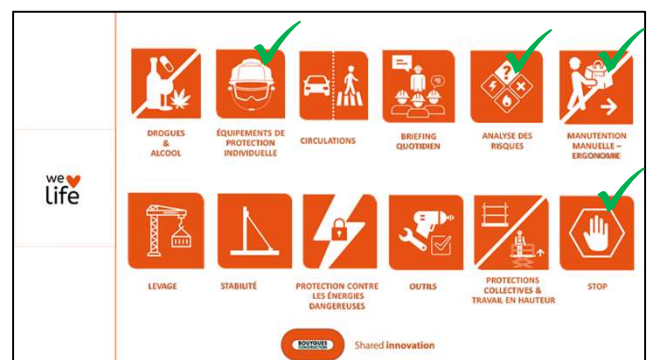 we
life
DROGUES
&
ALCOOL
ÉQUIPEMENTS DE
PROTECTION
INDIVIDUELLE
CIRCULATIONS
BRIEFING
QUOTIDIEN
ANALYSE DES
RISQUES
MANUTENTION
MANUELLE –
ERGONOMIE
LEVAGE
STABILITÉ
PROTECTION CONTRE
LES ÉNERGIES
DANGEREUSES
OUTILS
PROTECTIONS
COLLECTIVES &
TRAVAIL EN HAUTEUR
STOP
BOUYGUES
CONSTRUCTION
Shared innovation